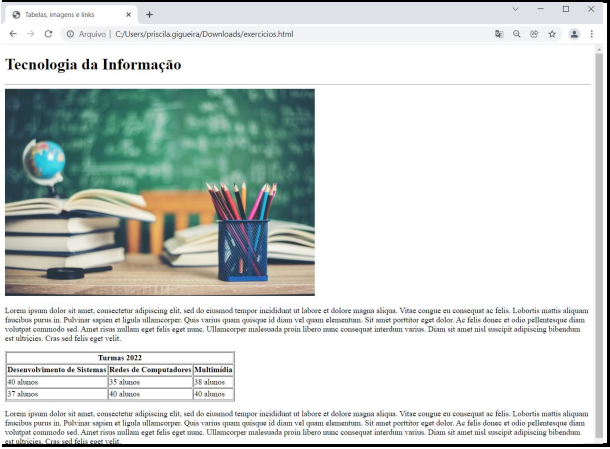 Tabelas, imagens e links
Arquivo | C:/Users/priscila.gigueira/Downloads/exercicios.html
Tecnologia da Informação
Lorem ipsum dolor sit amet, consectetur adipiscing elit, sed do eiusmod tempor incididunt ut labore et dolore magna aliqua. Vitae congue eu consequat ac felis. Lobortis mattis aliquam
faucibus purus in. Pulvinar sapien et ligula ullamcorper. Quis varius quam quisque id diam vel quam elementum. Sit amet porttitor eget dolor. Ac felis donec et odio pellentesque diam
volutpat commodo sed. Amet risus nullam eget felis eget nunc. Ullamcorper malesuada proin libero nunc consequat interdum varius. Diam sit amet nisl suscipit adipiscing bibendum
est ultricies. Cras sed felis eget velit.
Turmas 2022
Desenvolvimento de Sistemas Redes de Computadores Multimídia
40 alunos 35 alunos 38 alunos
37 alunos 40 alunos 40 alunos
Lorem ipsum dolor sit amet, consectetur adipiscing elit, sed do eiusmod tempor incididunt ut labore et dolore magna aliqua. Vitae congue eu consequat ac felis. Lobortis mattis aliquam
faucibus purus in. Pulvinar sapien et ligula ullamcorper. Quis varius quam quisque id diam vel quam elementum. Sit amet porttitor eget dolor. Ac felis donec et odio pellentesque diam
volutpat commodo sed. Amet risus nullam eget felis eget nunc. Ullamcorper malesuada proin libero nunc consequat interdum varius. Diam sit amet nisl suscipit adipiscing bibendum
est ultricies. Cras sed felis eget velit.